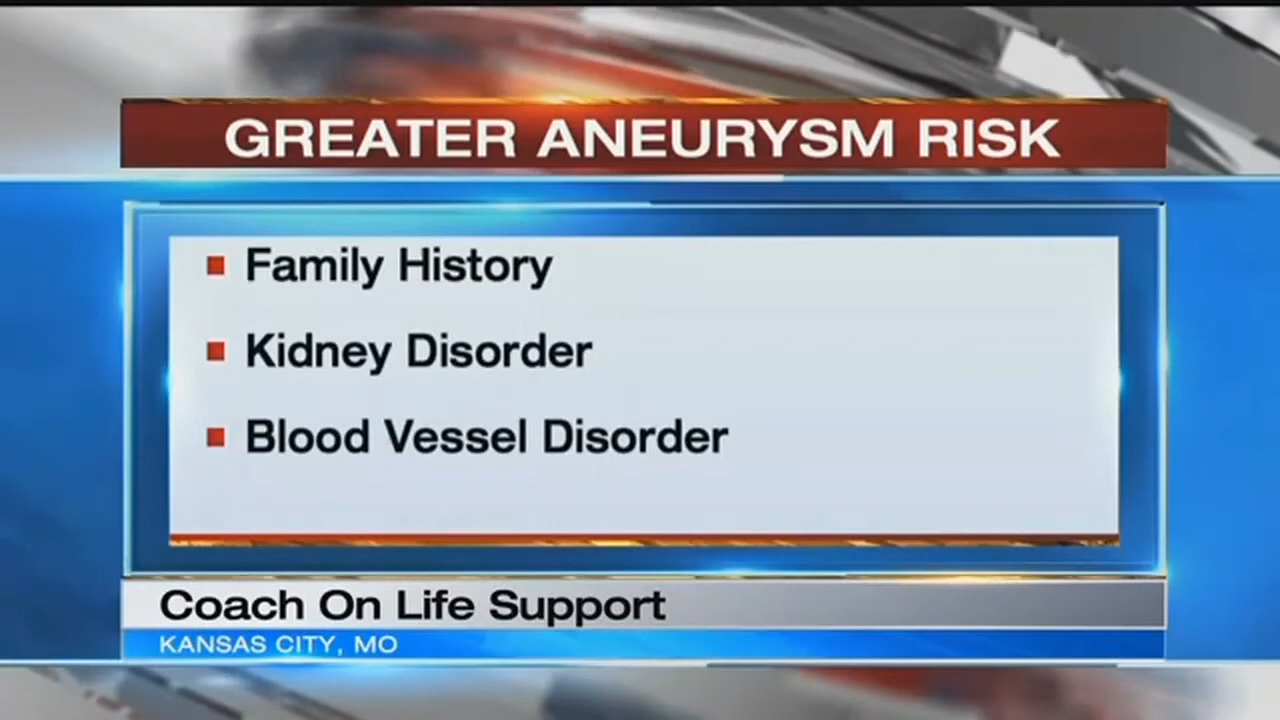 GREATER ANEURYSM RISK
Family History
Kidney Disorder
Blood Vessel Disorder
Coach On Life Support
KANSAS CITY, MO